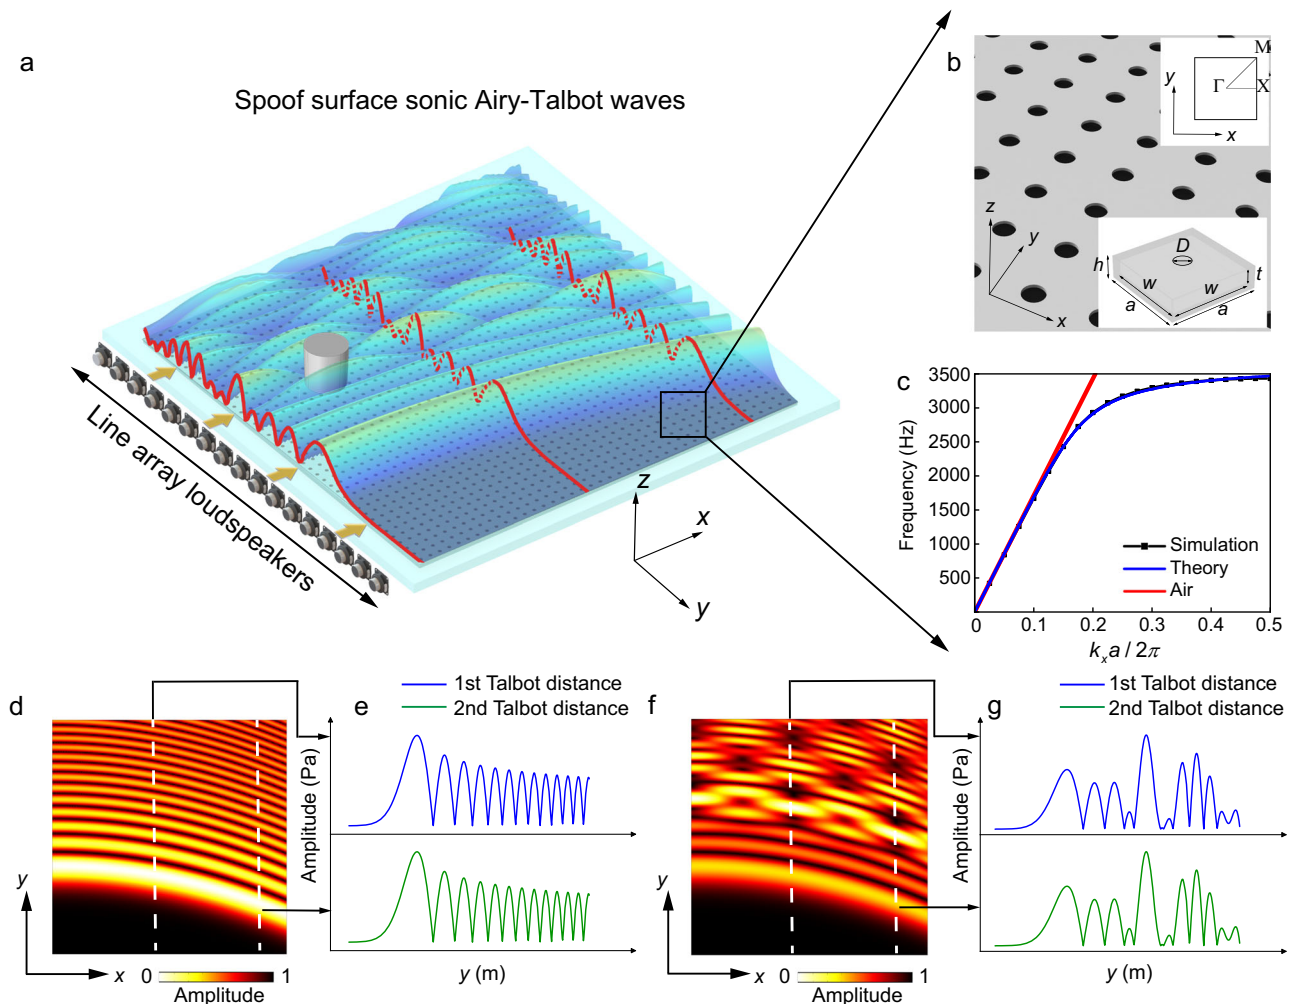 a
Spoof surface sonic Airy-Talbot waves
Line array loudspeakers
z
x
y
b
M
Γ
X
y
x
z
y
x
D
h
w
w
t
a
a
c
3500
3000
2500
2000
1500
1000
500
Frequency (Hz)
Simulation
Theory
Air
0
0.1
0.2
0.3
0.4
0.5
kₓa / 2π
d
y
x
0
1
Amplitude
e
1st Talbot distance
2nd Talbot distance
Amplitude (Pa)
y (m)
f
y
x
0
1
Amplitude
g
1st Talbot distance
2nd Talbot distance
Amplitude (Pa)
y (m)